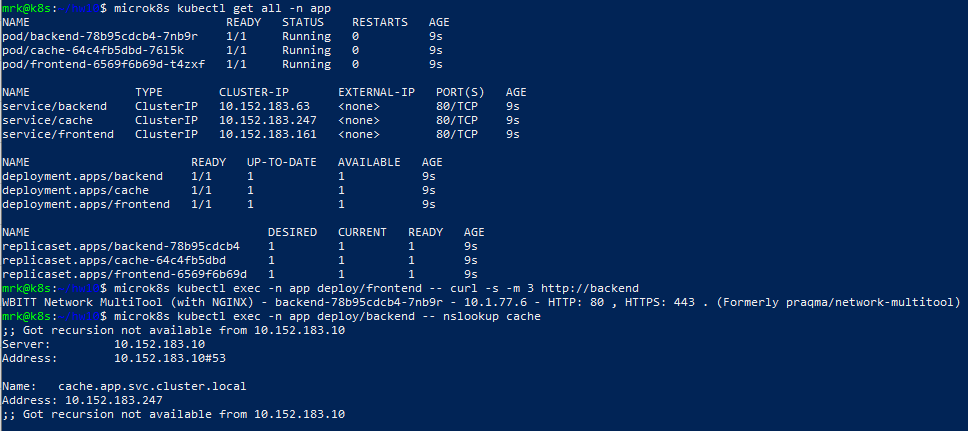 mrk@k8s:~/hw18$ microk8s kubectl get all -n app
NAME                            READY   STATUS    RESTARTS   AGE
pod/backend-78b95cdcb4-7nb9r    1/1     Running   0          9s
pod/cache-64c4fb5dbd-76l5k      1/1     Running   0          9s
pod/frontend-6569f6b69d-t4zxf   1/1     Running   0          9s
NAME               TYPE        CLUSTER-IP       EXTERNAL-IP   PORT(S)   AGE
service/backend    ClusterIP   10.152.183.63    <none>        80/TCP    9s
service/cache      ClusterIP   10.152.183.247   <none>        80/TCP    9s
service/frontend   ClusterIP   10.152.183.161   <none>        80/TCP    9s
NAME                       READY   UP-TO-DATE   AVAILABLE   AGE
deployment.apps/backend    1/1     1            1           9s
deployment.apps/cache      1/1     1            1           9s
deployment.apps/frontend   1/1     1            1           9s
NAME                                  DESIRED   CURRENT   READY   AGE
replicaset.apps/backend-78b95cdcb4    1         1         1       9s
replicaset.apps/cache-64c4fb5dbd      1         1         1       9s
replicaset.apps/frontend-6569f6b69d   1         1         1       9s
mrk@k8s:$ microk8s kubectl exec -n app deploy/frontend -- curl -s -m 3 http://backend
WBITT Network MultiTool (with NGINX) - backend-78b95cdcb4-7nb9r - 10.1.77.6 - HTTP: 80 , HTTPS: 443 . (Formerly praqma/network-multitool)
mrk@k8s:$ microk8s kubectl exec -n app deploy/backend -- nslookup cache
;; Got recursion not available from 10.152.183.10
Server:         10.152.183.10
Address:        10.152.183.10#53
Name:   cache.app.svc.cluster.local
Address: 10.152.183.247
;; Got recursion not available from 10.152.183.10